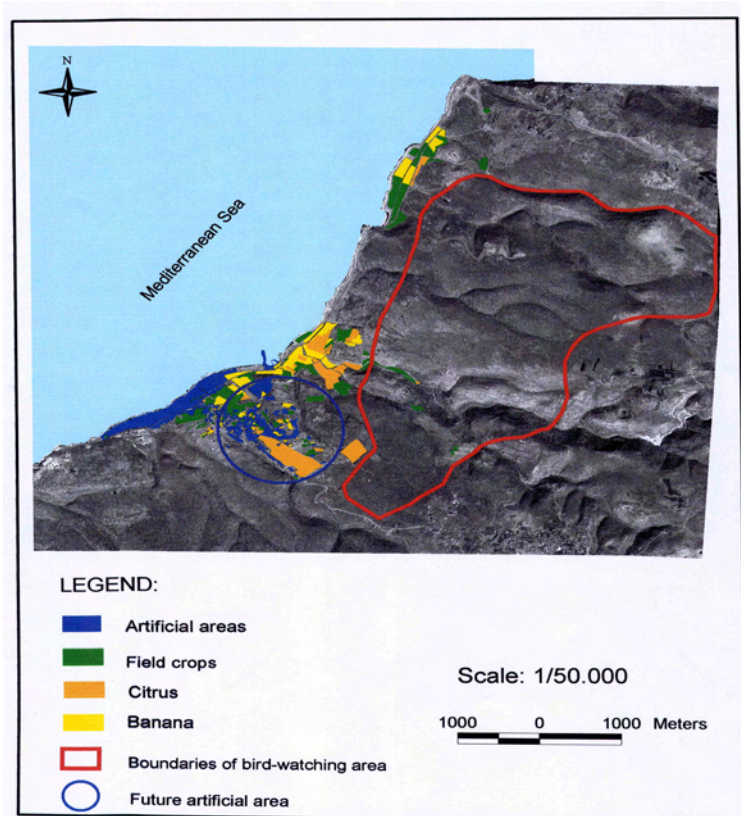 N
Mediterranean Sea
LEGEND:
Artificial areas
Field crops
Citrus
Banana
Boundaries of bird-watching area
Future artificial area
Scale: 1/50.000
1000 0 1000 Meters